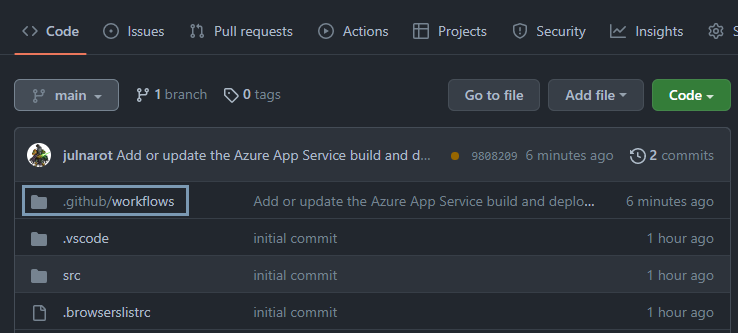 Code Issues Pull requests Actions Projects Security Insights S
main 1 branch 0 tags Go to file Add file Code
julnarot Add or update the Azure App Service build and d... 9808209 6 minutes ago 2 commits
.github/workflows Add or update the Azure App Service build and deplo... 6 minutes ago
.vscode initial commit 1 hour ago
src initial commit 1 hour ago
.browserslistrc initial commit 1 hour ago